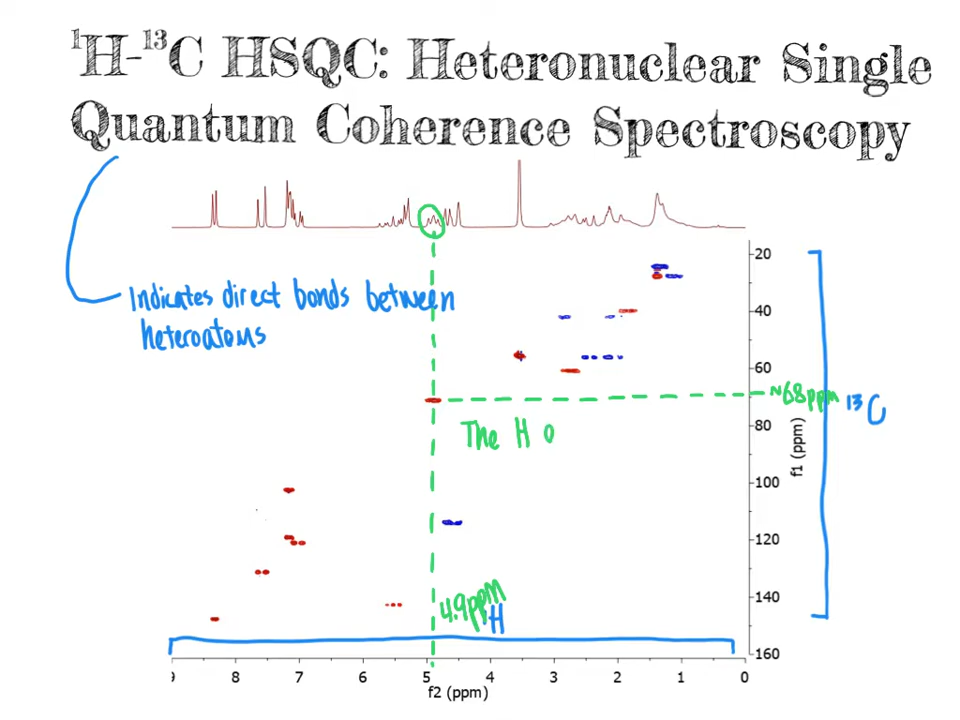 ¹H-¹³C HSQC: Heteronuclear Single
Quantum Coherence Spectroscopy
Indicates direct bonds between
heteroatoms
20
40
60
~68ppm
¹³C
80
The H o
f1 (ppm)
100
120
140
4.9ppm
¹H
160
9 8 7 6 5 4 3 2 1 0
f2 (ppm)